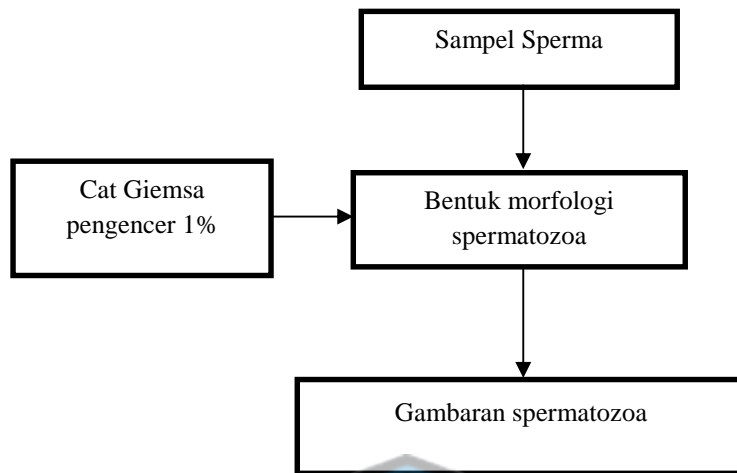 Sampel Sperma
Cat Giemsa
pengencer 1%
Bentuk morfologi
spermatozoa
Gambaran spermatozoa